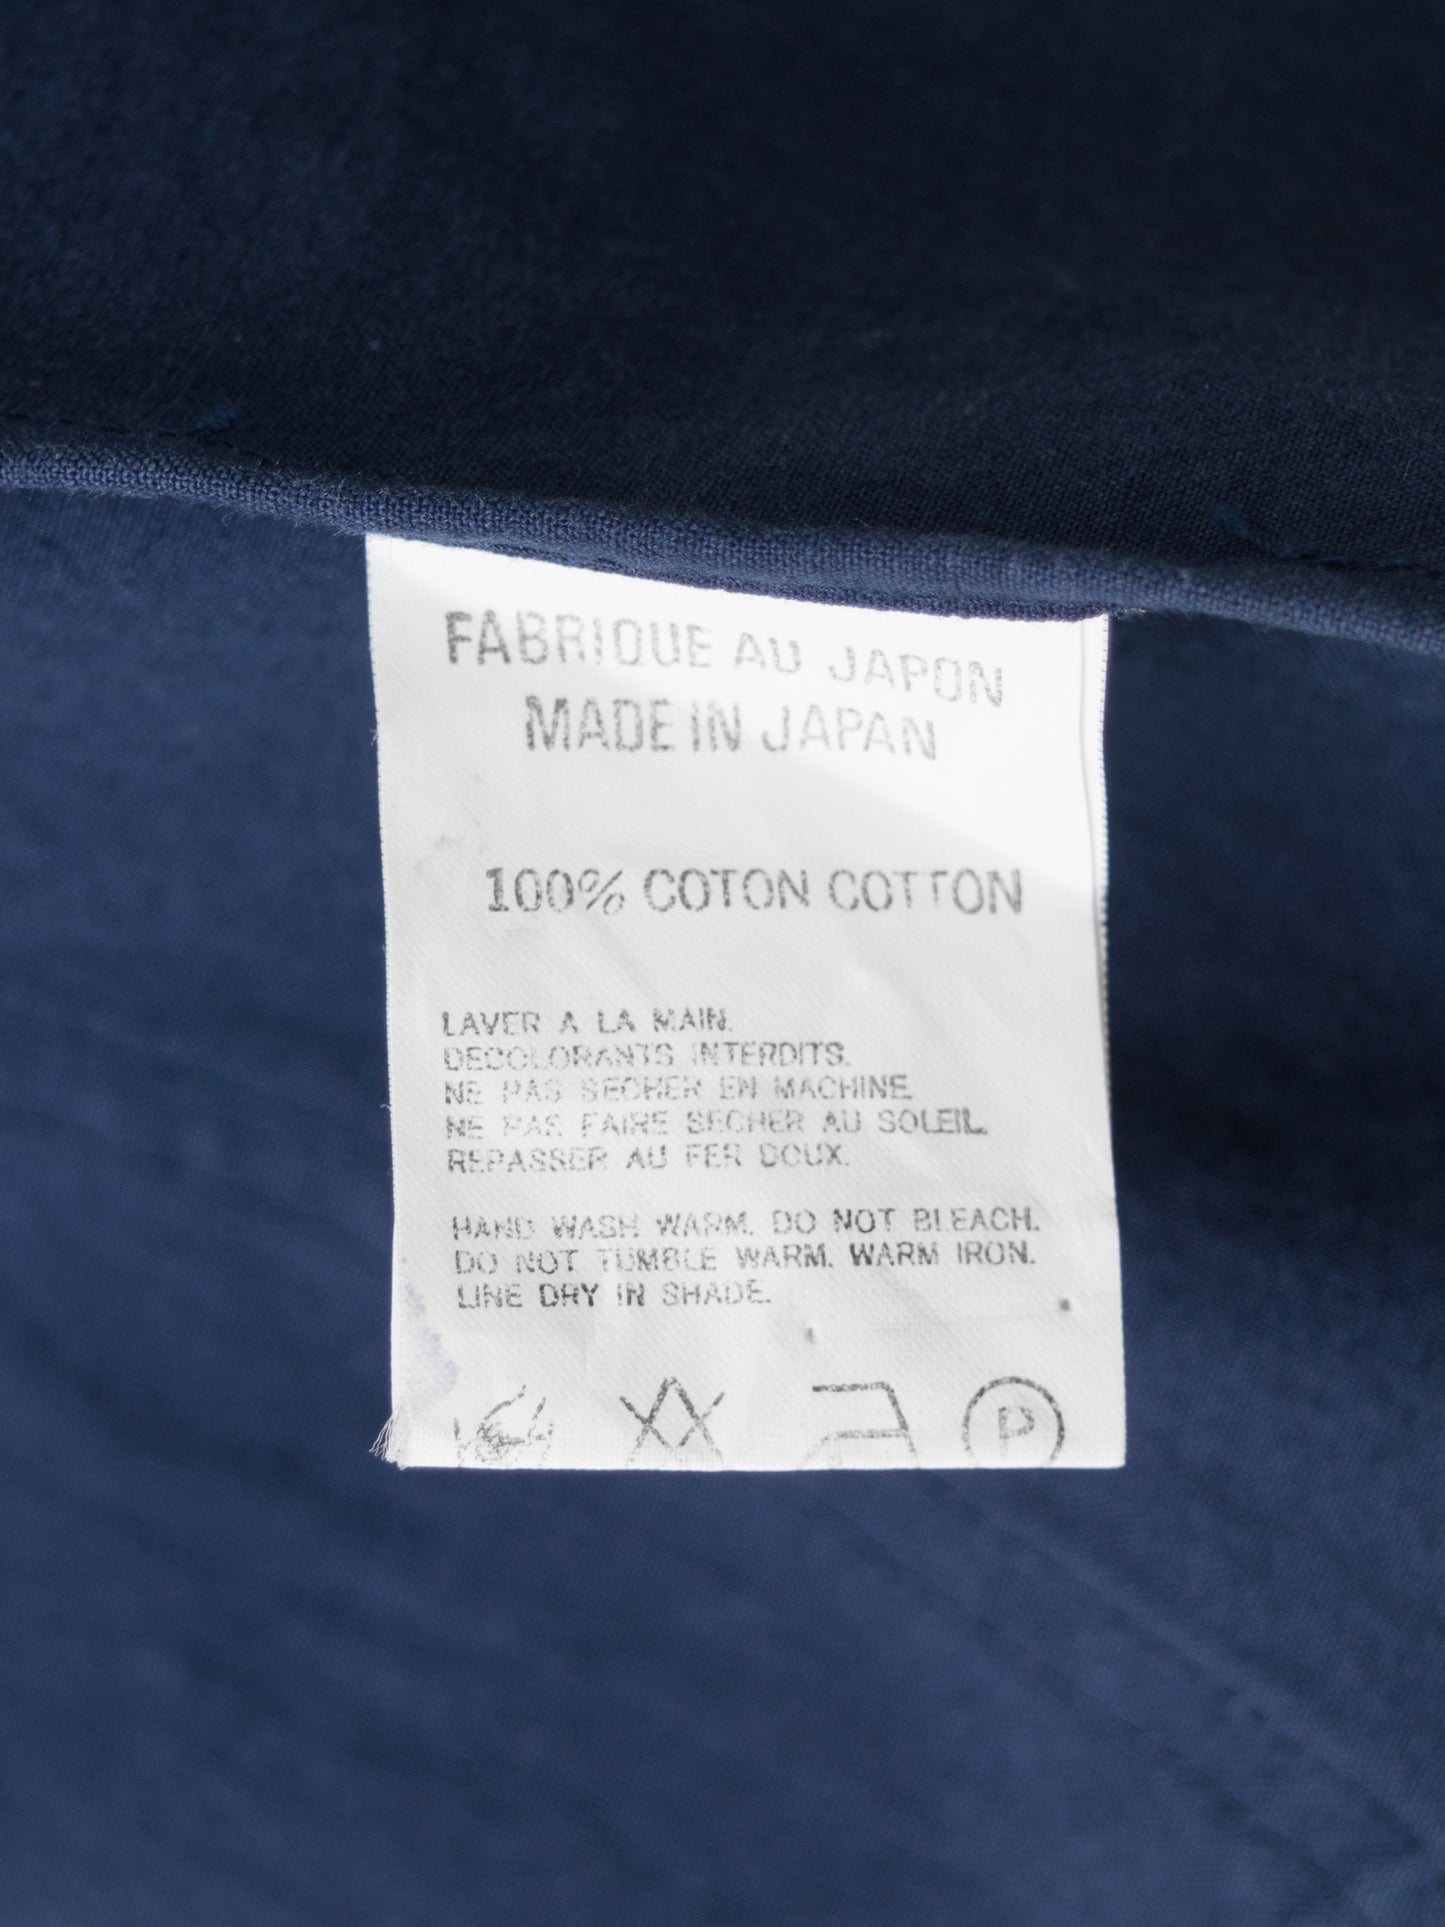 FABRIQUE AU JAPON
MADE IN JAPAN
100% COTON COTTON
LAVER A LA MAIN.
DECOLORANTS INTERDITS.
NE PAS SECHER EN MACHINE.
NE PAS FAIRE SECHER AU SOLEIL.
REPASSER AU FER DOUX.
HAND WASH WARM. DO NOT BLEACH.
DO NOT TUMBLE WARM. WARM IRON.
LINE DRY IN SHADE.
P